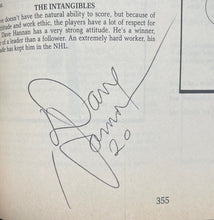 THE INTANGIBLES
doesn't have the natural ability to score, but because of
attitude and work ethic, the players have a lot of respect for
Dave Hannan has a very strong attitude. He's a winner,
of a leader than a follower. An extremely hard worker, his
has kept him in the NHL.
Dave
Hannan
20
355